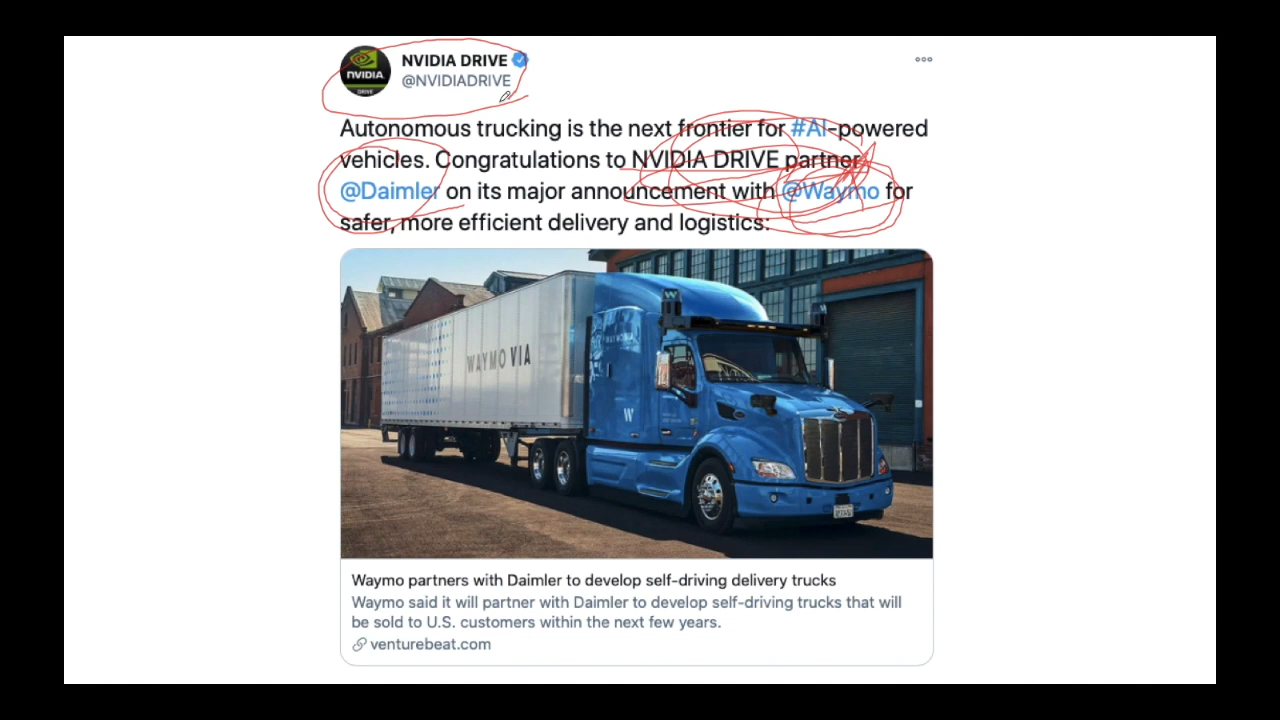 NVIDIA DRIVE
@NVIDIADRIVE
NVIDIA
DRIVE
Autonomous trucking is the next frontier for #AI-powered
vehicles. Congratulations to NVIDIA DRIVE partner
@Daimler on its major announcement with @Waymo for
safer, more efficient delivery and logistics:
WAYMO VIA
W
Waymo partners with Daimler to develop self-driving delivery trucks
Waymo said it will partner with Daimler to develop self-driving trucks that will
be sold to U.S. customers within the next few years.
venturebeat.com